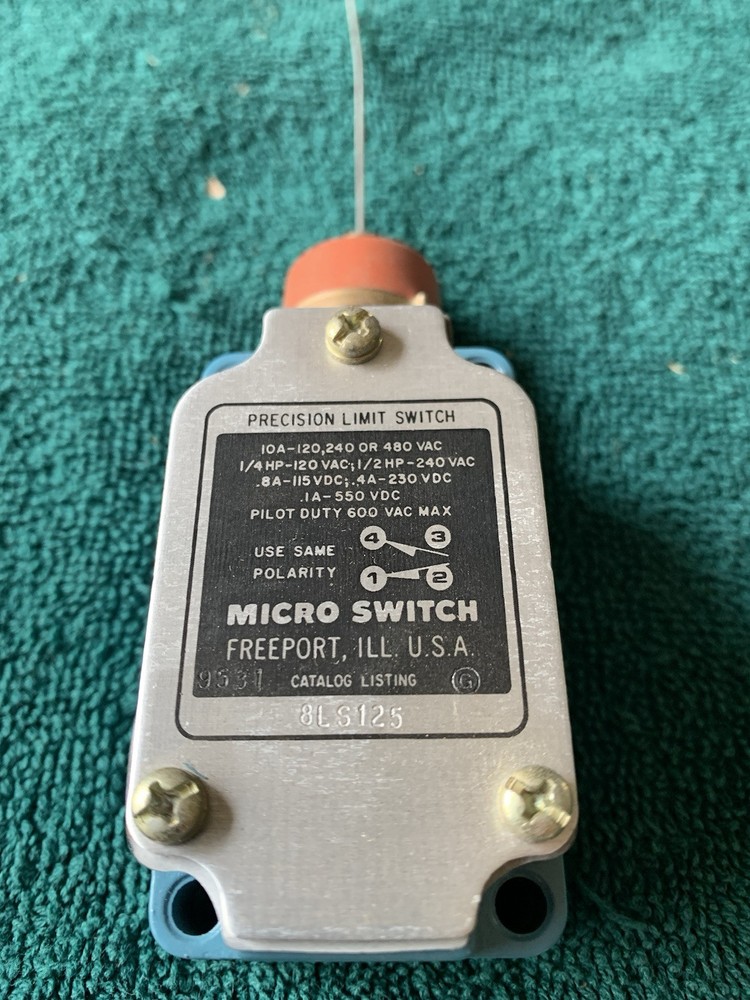 PRECISION LIMIT SWITCH
10A-120,240 OR 480 VAC
1/4 HP-120 VAC; 1/2 HP-240 VAC
.8A-115 VDC; .4A-230 VDC
.1A-550 VDC
PILOT DUTY 600 VAC MAX
4 3
USE SAME
POLARITY 1 2
MICRO SWITCH
FREEPORT, ILL. U.S.A.
CATALOG LISTING G
8LS125